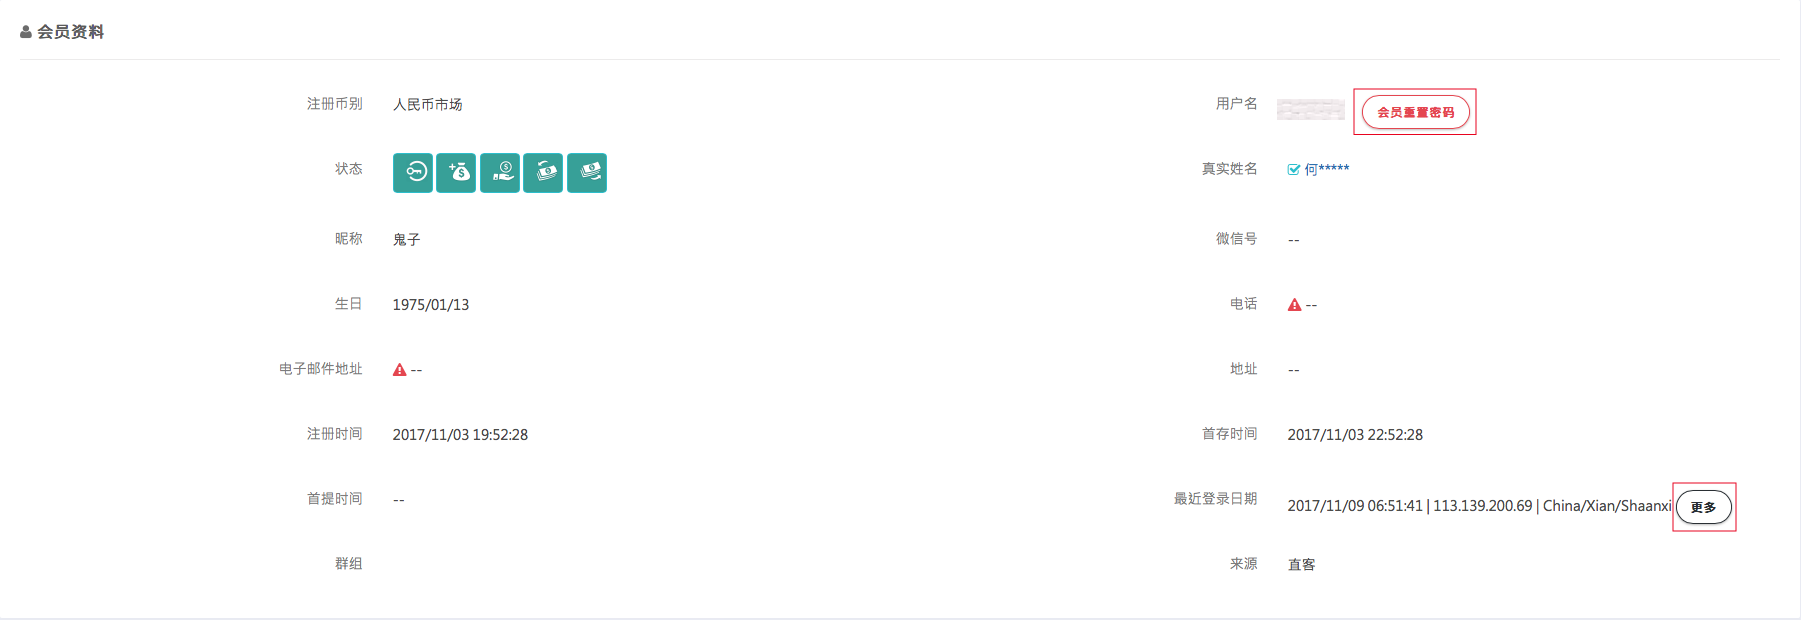 会员资料
注册币别 人民币市场 用户名 会员重置密码
状态 真实姓名 何*****
昵称 鬼子 微信号 --
生日 1975/01/13 电话 --
电子邮件地址 -- 地址 --
注册时间 2017/11/03 19:52:28 首存时间 2017/11/03 22:52:28
首提时间 -- 最近登录日期 2017/11/09 06:51:41 | 113.139.200.69 | China/Xian/Shaanxi 更多
群组 来源 直客